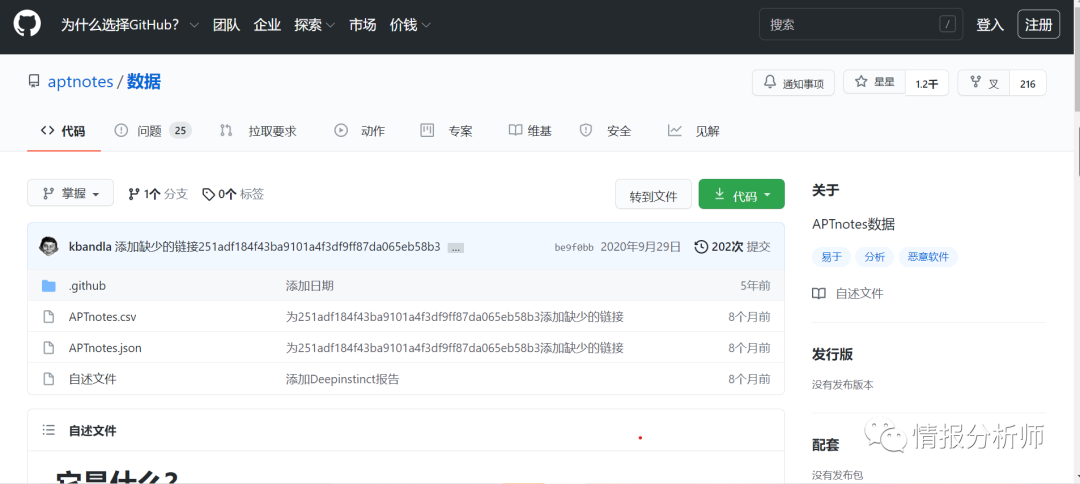 为什么选择GitHub? 团队 企业 探索 市场 价钱 搜索 / 登入 注册
aptnotes / 数据 通知事项 星星 1.2千 叉 216
代码 问题 25 拉取要求 动作 专案 维基 安全 见解
掌握 1个 分支 0个 标签 转到文件 代码
关于
kbandla 添加缺少的链接251adf184f43ba9101a4f3df9ff87da065eb58b3 ... be9f0bb 2020年9月29日 202次 提交
APTnotes数据
易于 分析 恶意软件
.github 添加日期 5年前
自述文件
APTnotes.csv 为251adf184f43ba9101a4f3df9ff87da065eb58b3添加缺少的链接 8个月前
APTnotes.json 为251adf184f43ba9101a4f3df9ff87da065eb58b3添加缺少的链接 8个月前
发行版
自述文件 添加Deepinstinct报告 8个月前
没有发布版本
自述文件
配套
情报分析师
没有发布包
它是什么?